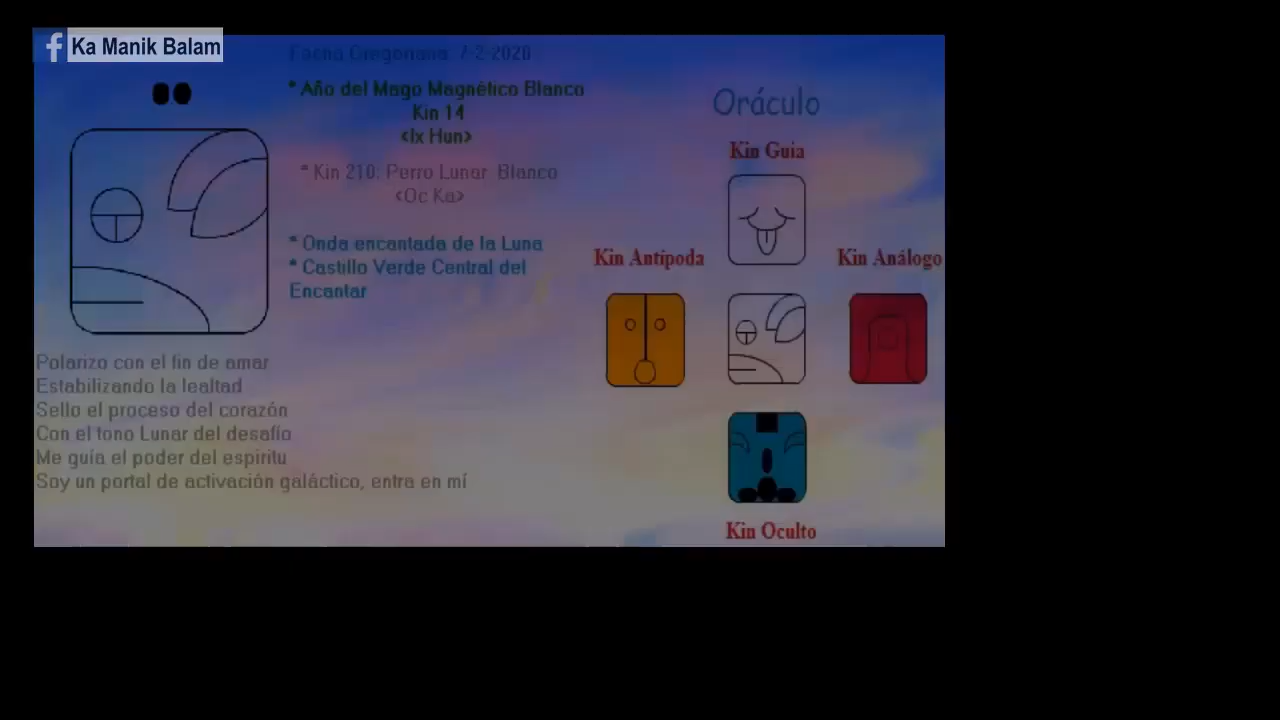 Ka Manik Balam
Fecha Gregoriana: 7-2-2020
* Año del Mago Magnético Blanco
Kin 14
<Ix Hun>
* Kin 210: Perro Lunar Blanco
<Oc Ka>
* Onda encantada de la Luna
* Castillo Verde Central del
Encantar
Polarizo con el fin de amar
Estabilizando la lealtad
Sello el proceso del corazón
Con el tono Lunar del desafío
Me guía el poder del espíritu
Soy un portal de activación galáctico, entra en mí
Oráculo
Kin Guía
Kin Antípoda
Kin Análogo
Kin Oculto